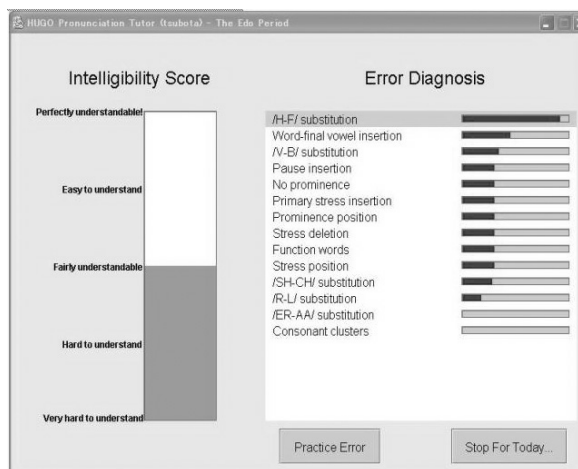 HUGO Pronunciation Tutor (tsubota) - The Edo Period
Intelligibility Score
Perfectly understandable!
Easy to understand
Fairly understandable
Hard to understand
Very hard to understand
Error Diagnosis
/H-F/ substitution
Word-final vowel insertion
/V-B/ substitution
Pause insertion
No prominence
Primary stress insertion
Prominence position
Stress deletion
Function words
Stress position
/SH-CH/ substitution
/R-L/ substitution
/ER-AA/ substitution
Consonant clusters
Practice Error
Stop For Today...